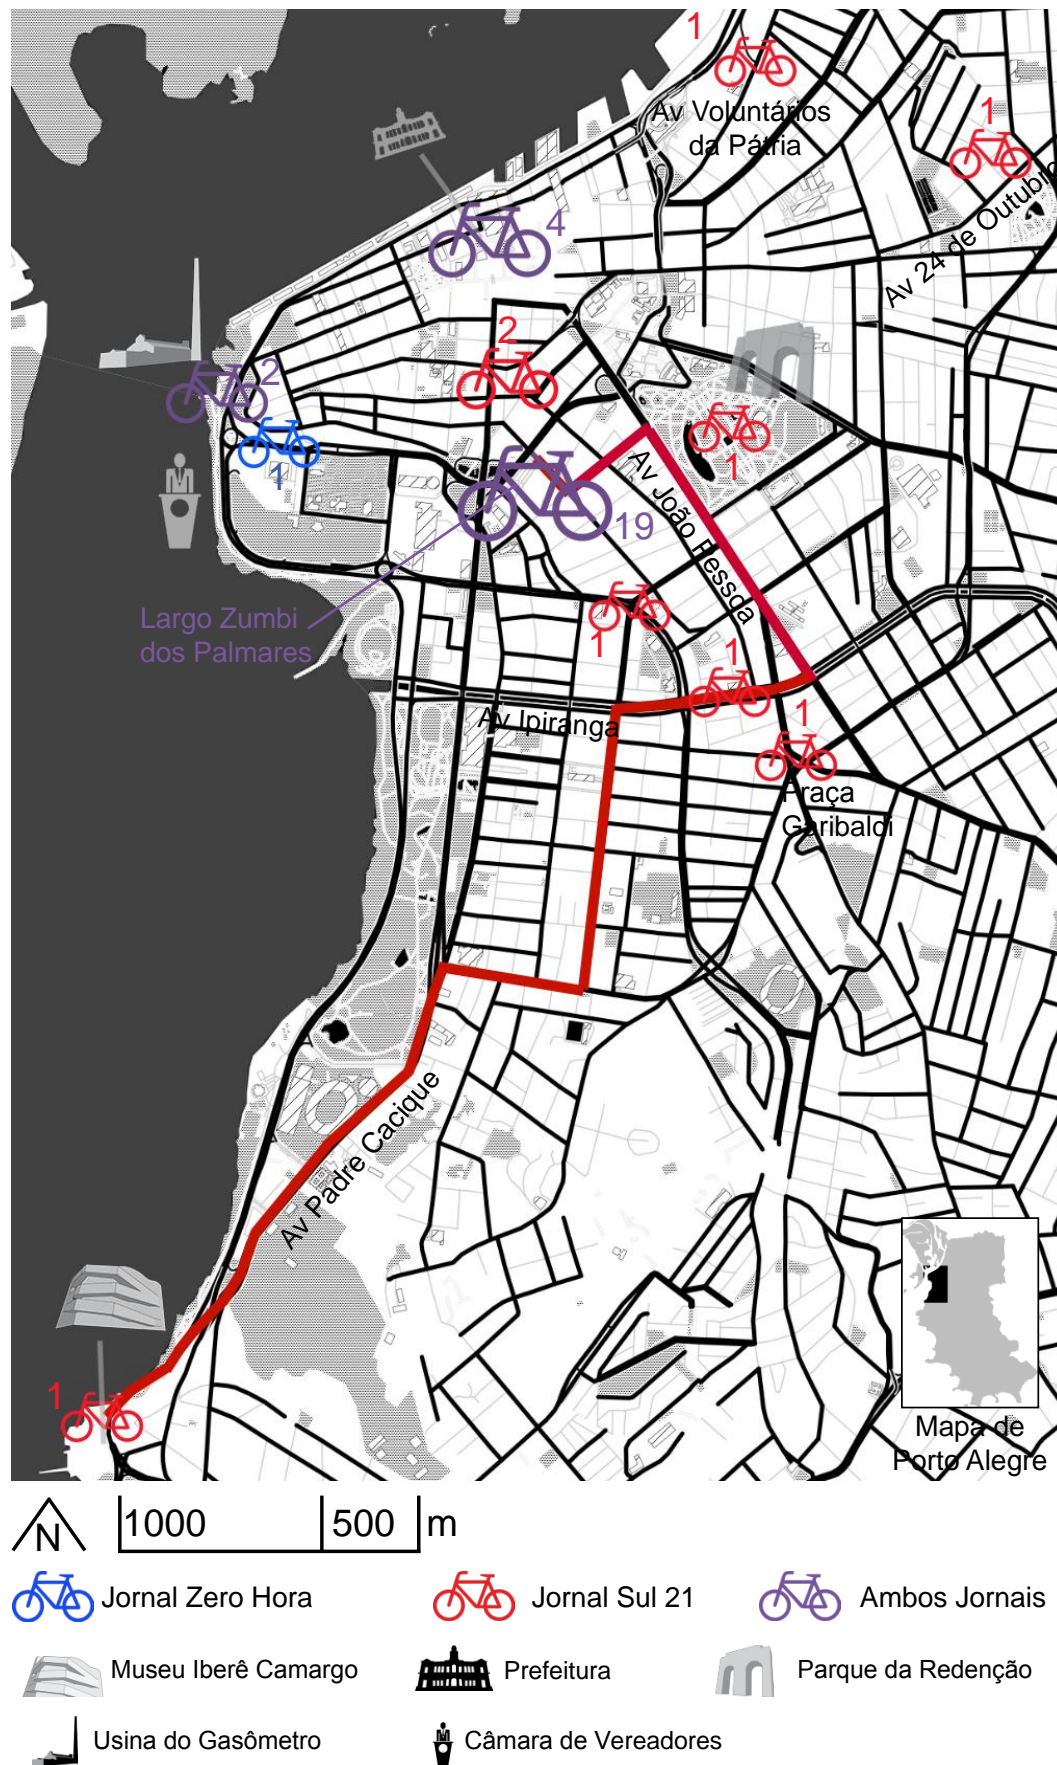 1
Av Voluntários
da Pátria
1
Av 24 de Outubro
4
2
2
1
1
Av João Pessoa
19
Largo Zumbi
dos Palmares
1
1
Av Ipiranga
1
Praça
Garibaldi
Av Padre Cacique
1
Mapa de
Porto Alegre
N 1000 500 m
Jornal Zero Hora Jornal Sul 21 Ambos Jornais
Museu Iberê Camargo Prefeitura Parque da Redenção
Usina do Gasômetro Câmara de Vereadores